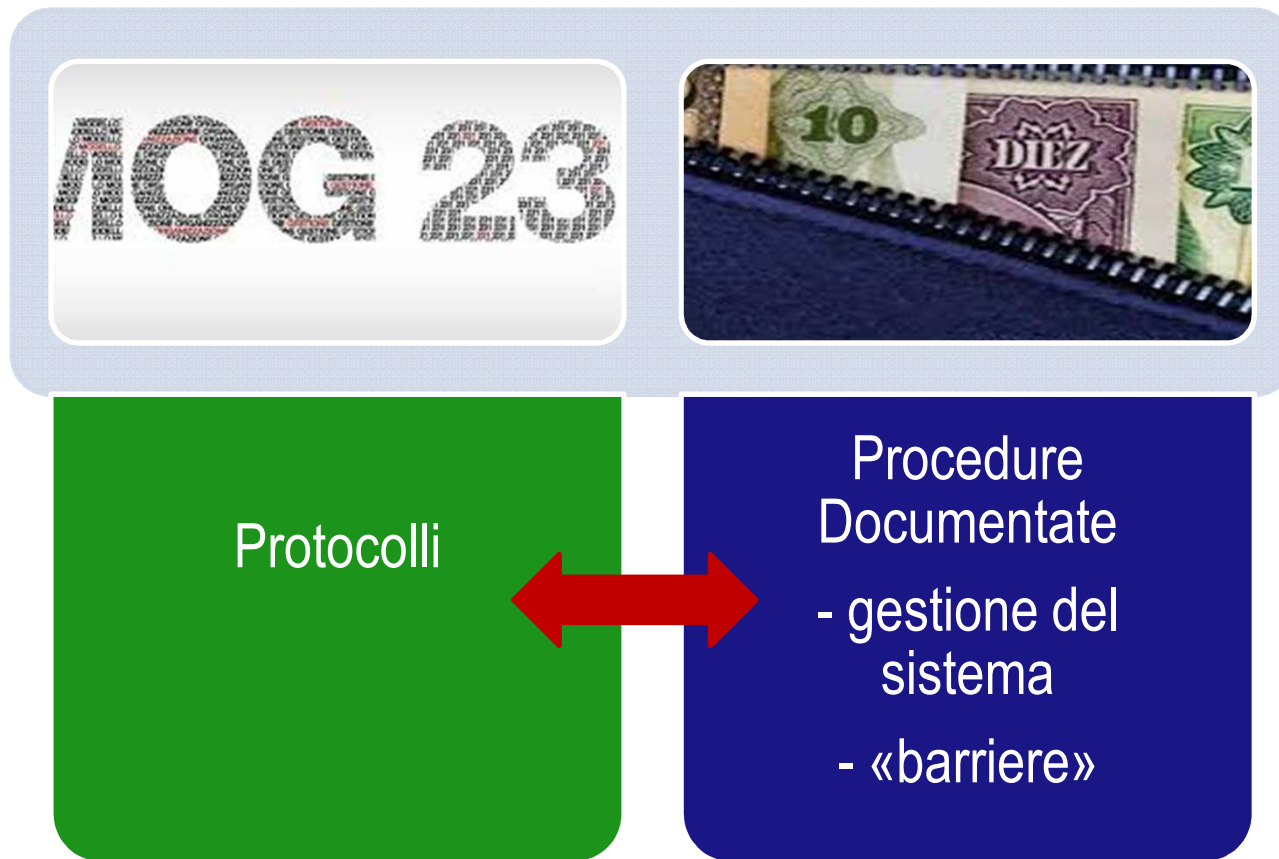 MOG 23
10
DIEZ
Protocolli
Procedure
Documentate
- gestione del
sistema
- «barriere»